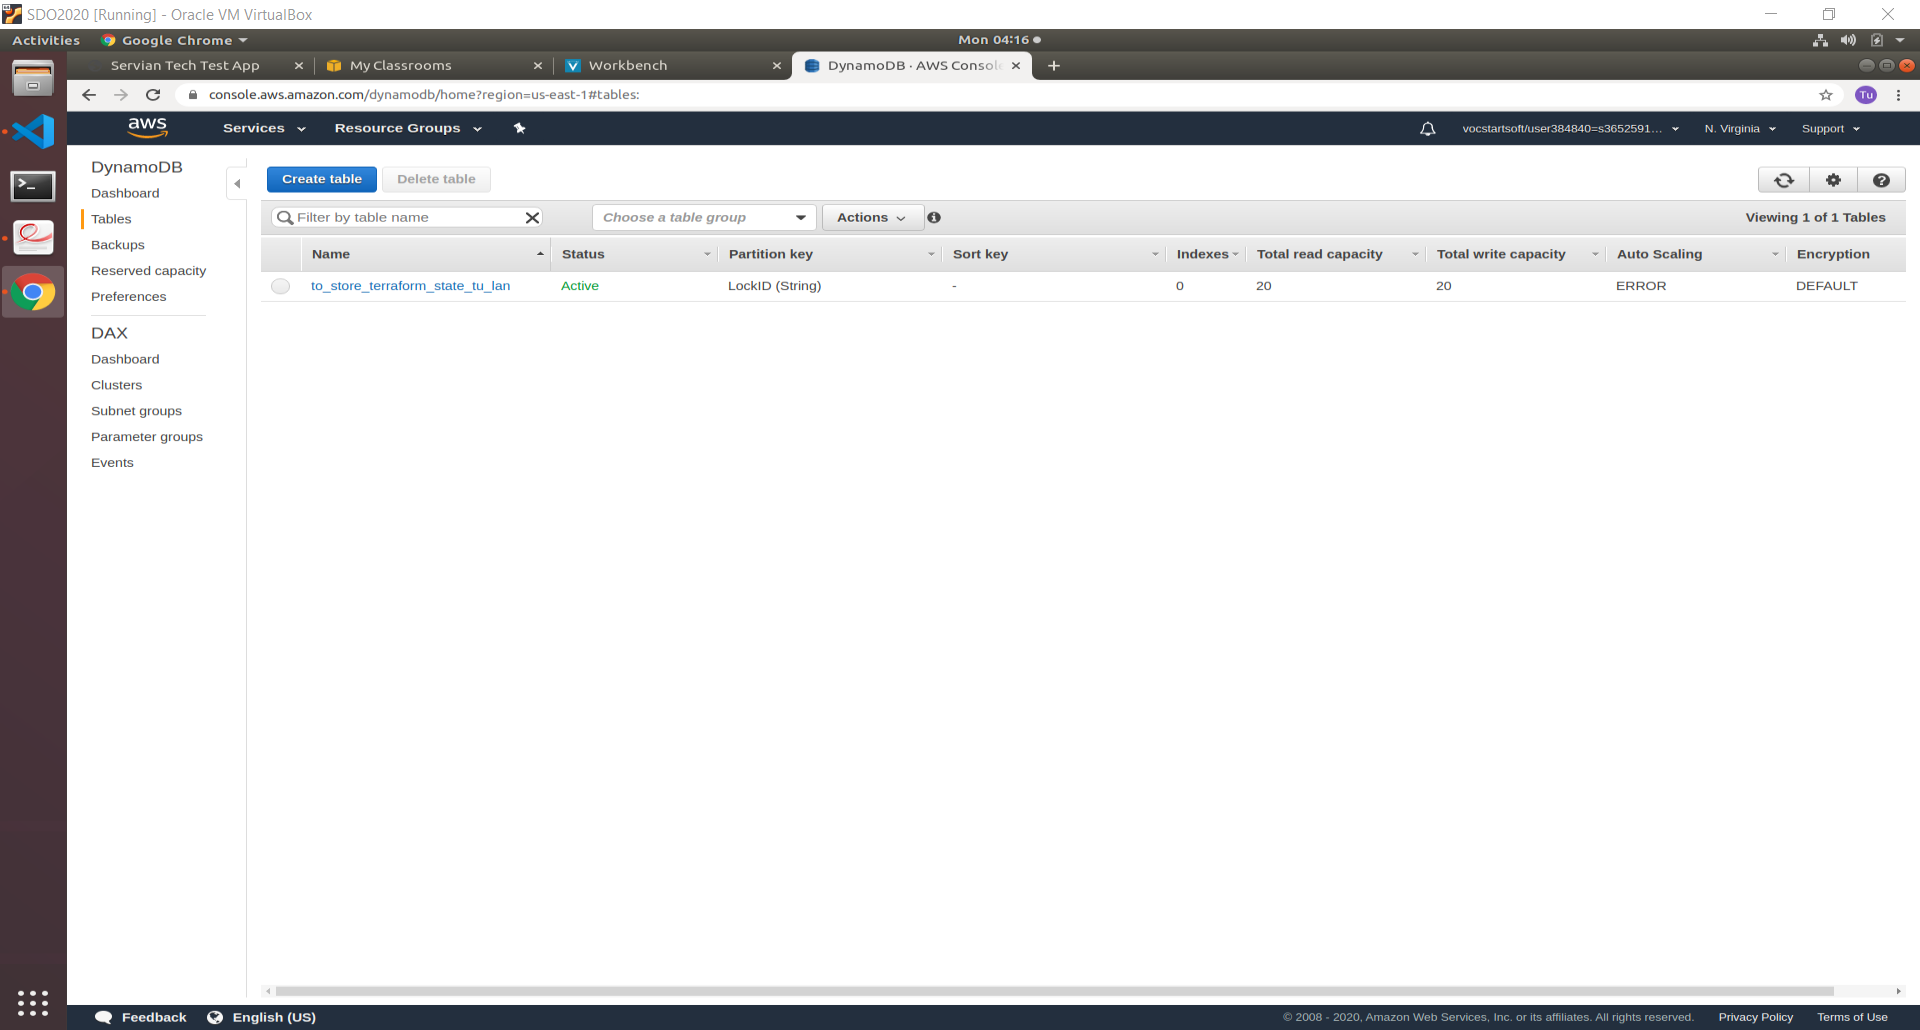 SDO2020 [Running] - Oracle VM VirtualBox
Activities Google Chrome Mon 04:16
Servian Tech Test App My Classrooms Workbench DynamoDB · AWS Consol
console.aws.amazon.com/dynamodb/home?region=us-east-1#tables: Tu
aws Services Resource Groups vocstartsoft/user384840=s3652591... N. Virginia Support
DynamoDB
Dashboard
Tables
Backups
Reserved capacity
Preferences
DAX
Dashboard
Clusters
Subnet groups
Parameter groups
Events
Create table Delete table
Filter by table name Choose a table group Actions Viewing 1 of 1 Tables
Name Status Partition key Sort key Indexes Total read capacity Total write capacity Auto Scaling Encryption
to_store_terraform_state_tu_lan Active LockID (String) - 0 20 20 ERROR DEFAULT
Feedback English (US) © 2008 - 2020, Amazon Web Services, Inc. or its affiliates. All rights reserved. Privacy Policy Terms of Use